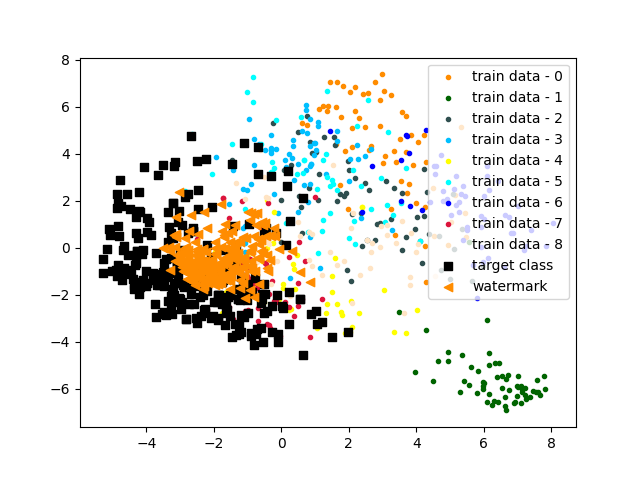 8
6
4
2
0
−2
−4
−6
−4
−2
0
2
4
6
8
train data - 0
train data - 1
train data - 2
train data - 3
train data - 4
train data - 5
train data - 6
train data - 7
train data - 8
target class
watermark